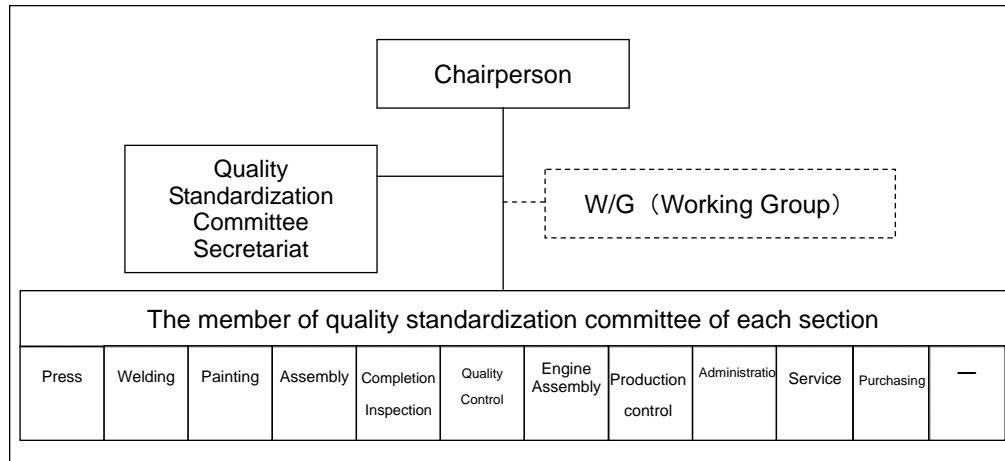 Chairperson
Quality
Standardization
Committee
Secretariat
W/G（Working Group）
The member of quality standardization committee of each section
Press
Welding
Painting
Assembly
Completion
Inspection
Quality
Control
Engine
Assembly
Production
control
Administratio
Service
Purchasing
—